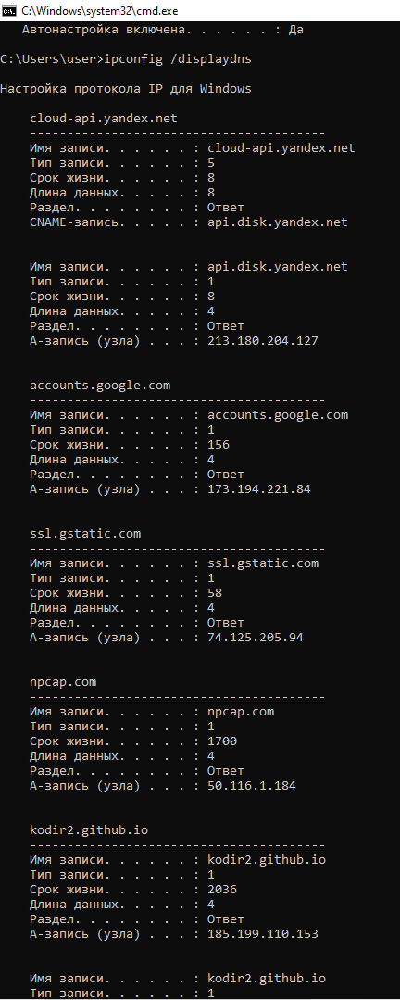 C:\Windows\system32\cmd.exe
Автонастройка включена. . . . . . : Да
C:\Users\user>ipconfig /displaydns
Настройка протокола IP для Windows
cloud-api.yandex.net
----------------------------------------
Имя записи. . . . . . : cloud-api.yandex.net
Тип записи. . . . . . : 5
Срок жизни. . . . . . : 8
Длина данных. . . . . : 8
Раздел. . . . . . . . : Ответ
CNAME-запись. . . . . : api.disk.yandex.net
Имя записи. . . . . . : api.disk.yandex.net
Тип записи. . . . . . : 1
Срок жизни. . . . . . : 8
Длина данных. . . . . : 4
Раздел. . . . . . . . : Ответ
А-запись (узла) . . . : 213.180.204.127
accounts.google.com
----------------------------------------
Имя записи. . . . . . : accounts.google.com
Тип записи. . . . . . : 1
Срок жизни. . . . . . : 156
Длина данных. . . . . : 4
Раздел. . . . . . . . : Ответ
А-запись (узла) . . . : 173.194.221.84
ssl.gstatic.com
----------------------------------------
Имя записи. . . . . . : ssl.gstatic.com
Тип записи. . . . . . : 1
Срок жизни. . . . . . : 58
Длина данных. . . . . : 4
Раздел. . . . . . . . : Ответ
А-запись (узла) . . . : 74.125.205.94
npcap.com
----------------------------------------
Имя записи. . . . . . : npcap.com
Тип записи. . . . . . : 1
Срок жизни. . . . . . : 1700
Длина данных. . . . . : 4
Раздел. . . . . . . . : Ответ
А-запись (узла) . . . : 50.116.1.184
kodir2.github.io
----------------------------------------
Имя записи. . . . . . : kodir2.github.io
Тип записи. . . . . . : 1
Срок жизни. . . . . . : 2036
Длина данных. . . . . : 4
Раздел. . . . . . . . : Ответ
А-запись (узла) . . . : 185.199.110.153
Имя записи. . . . . . : kodir2.github.io
Тип записи. . . . . . : 1